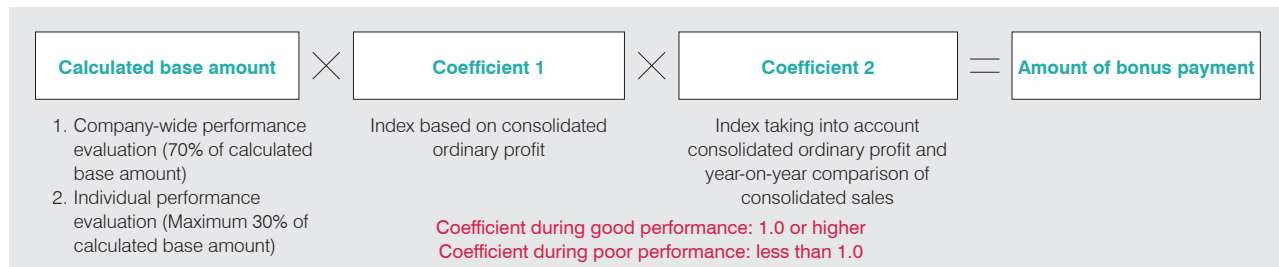 Calculated base amount × Coefficient 1 × Coefficient 2 = Amount of bonus payment
1. Company-wide performance
evaluation (70% of calculated
base amount)
2. Individual performance
evaluation (Maximum 30% of
calculated base amount)
Index based on consolidated
ordinary profit
Index taking into account
consolidated ordinary profit and
year-on-year comparison of
consolidated sales
Coefficient during good performance: 1.0 or higher
Coefficient during poor performance: less than 1.0